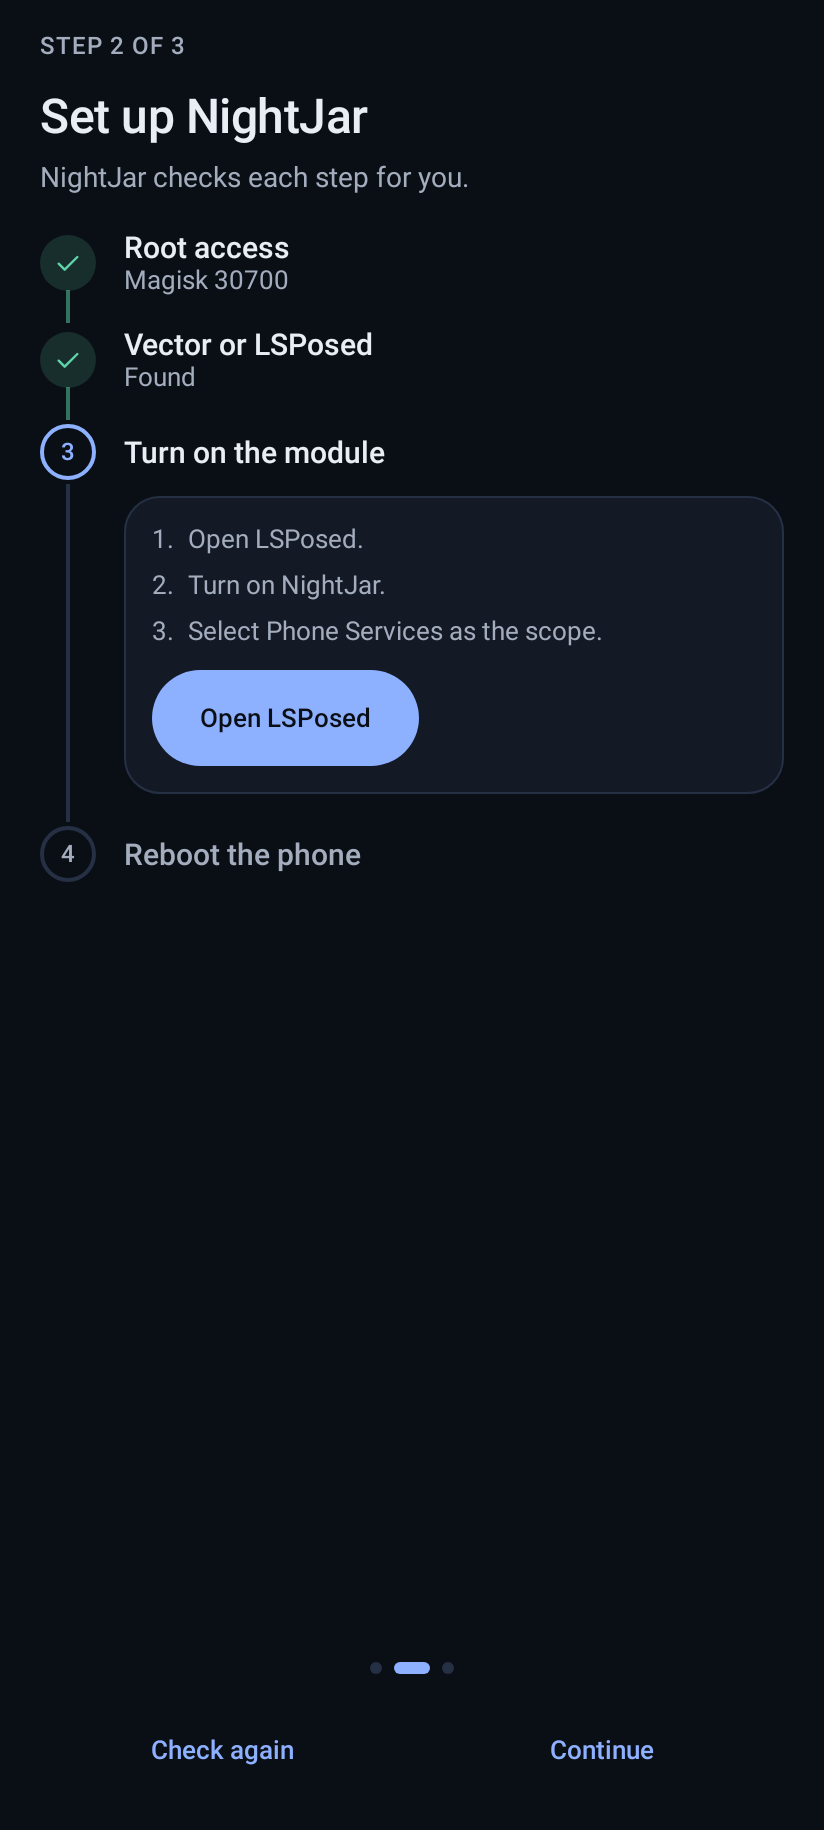 STEP 2 OF 3
Set up NightJar
NightJar checks each step for you.
Root access
Magisk 30700
Vector or LSPosed
Found
3 Turn on the module
1. Open LSPosed.
2. Turn on NightJar.
3. Select Phone Services as the scope.
Open LSPosed
4 Reboot the phone
Check again Continue